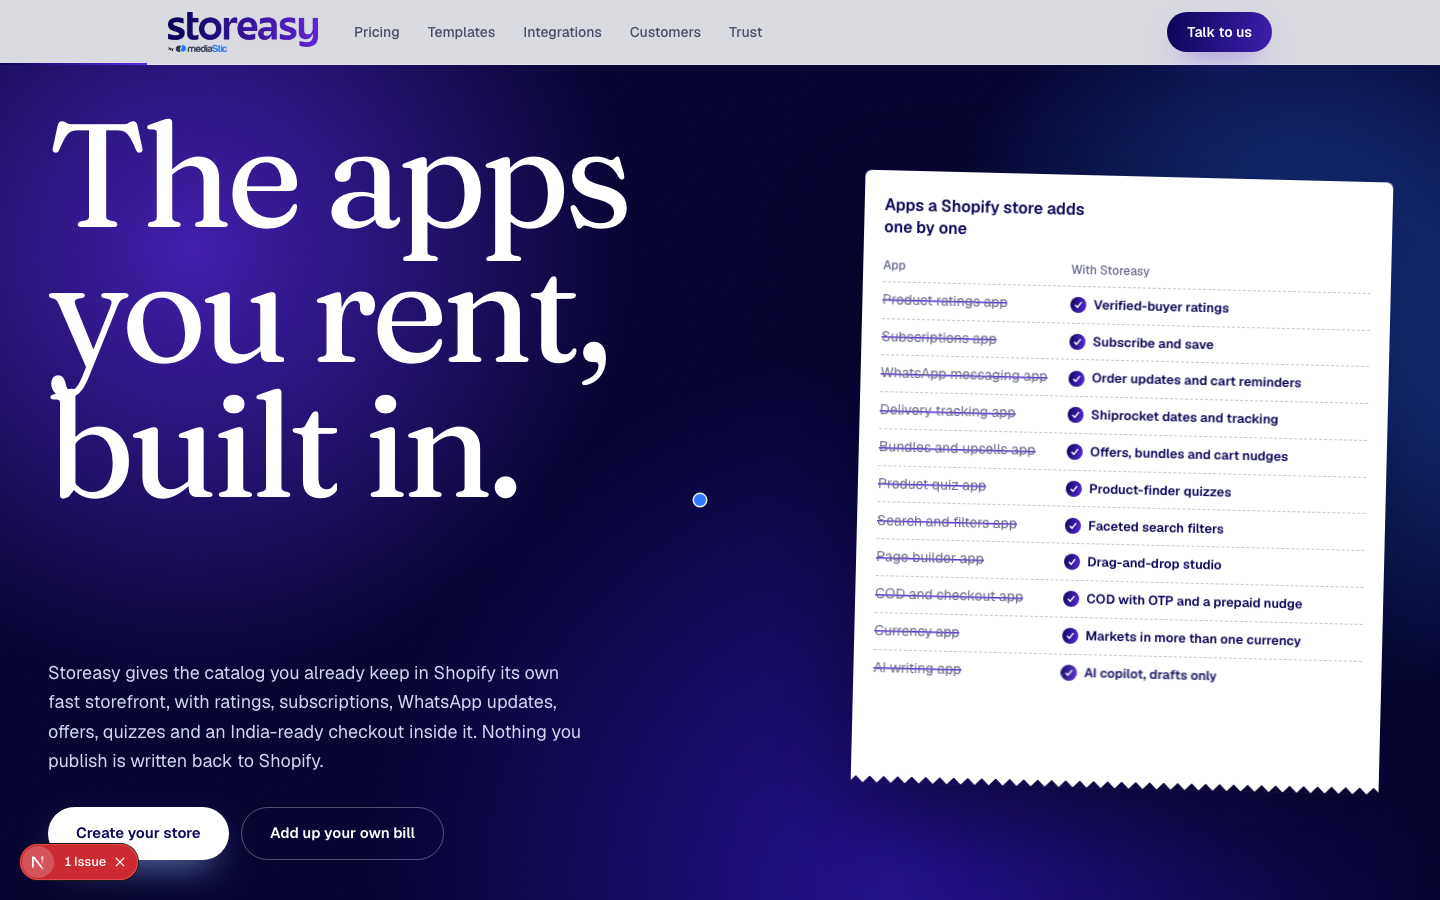 storeasy
by mediaStic
Pricing
Templates
Integrations
Customers
Trust
Talk to us
The apps
you rent,
built in.
Storeasy gives the catalog you already keep in Shopify its own
fast storefront, with ratings, subscriptions, WhatsApp updates,
offers, quizzes and an India-ready checkout inside it. Nothing you
publish is written back to Shopify.
Create your store
Add up your own bill
1 Issue
Apps a Shopify store adds
one by one
App With Storeasy
Product ratings app Verified-buyer ratings
Subscriptions app Subscribe and save
WhatsApp messaging app Order updates and cart reminders
Delivery tracking app Shiprocket dates and tracking
Bundles and upsells app Offers, bundles and cart nudges
Product quiz app Product-finder quizzes
Search and filters app Faceted search filters
Page builder app Drag-and-drop studio
COD and checkout app COD with OTP and a prepaid nudge
Currency app Markets in more than one currency
AI writing app AI copilot, drafts only